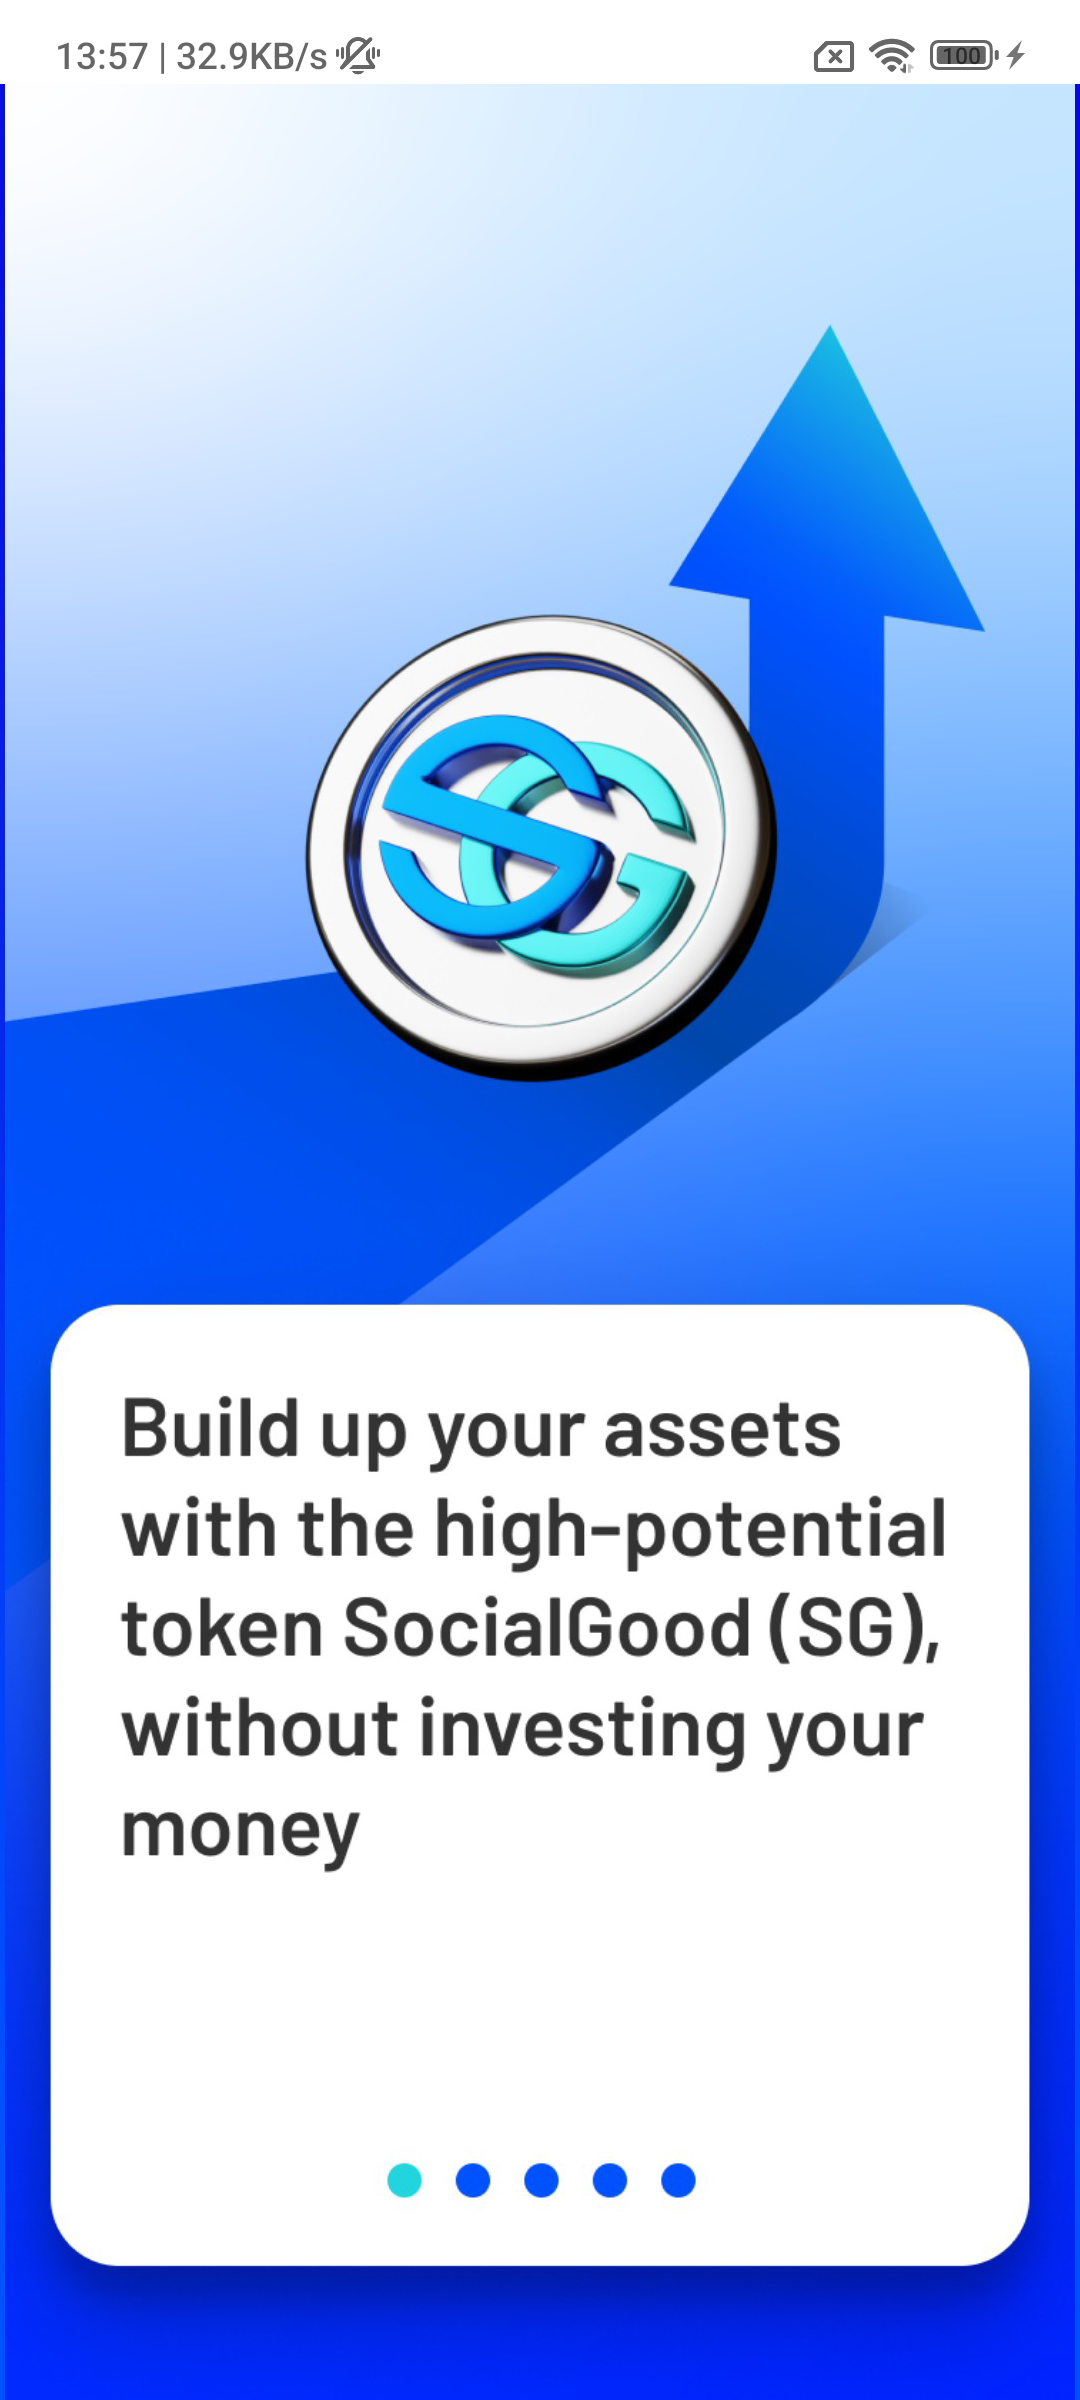 13:57 | 32.9KB/s
100
SG
Build up your assets
with the high-potential
token SocialGood (SG),
without investing your
money